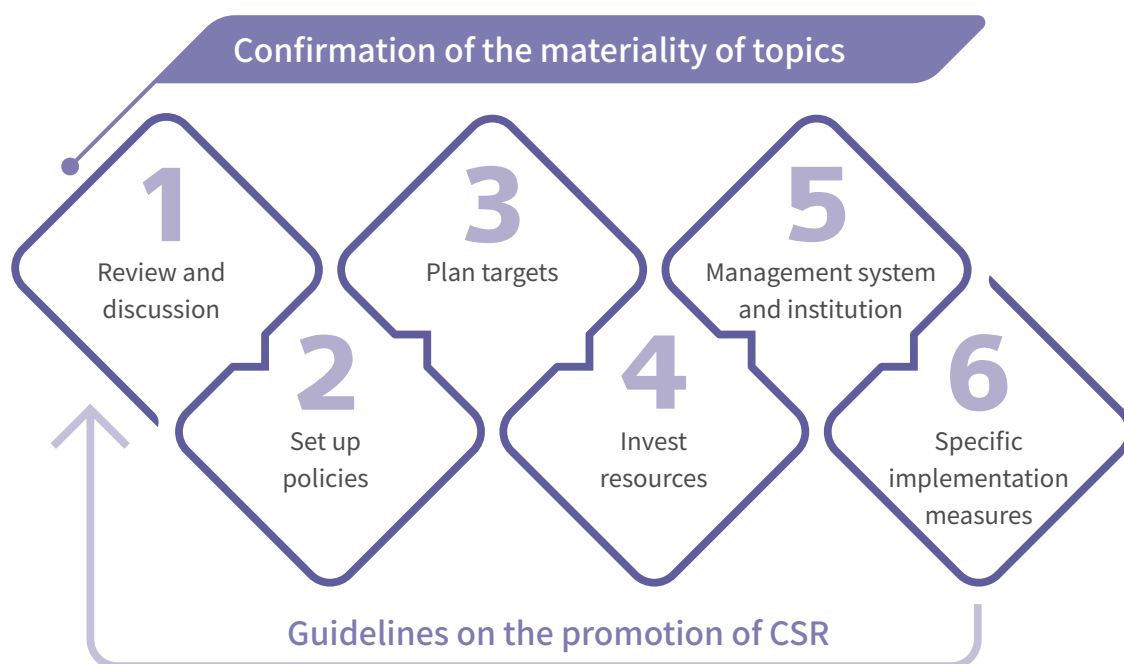 Confirmation of the materiality of topics
1
Review and
discussion
2
Set up
policies
3
Plan targets
4
Invest
resources
5
Management system
and institution
6
Specific
implementation
measures
Guidelines on the promotion of CSR